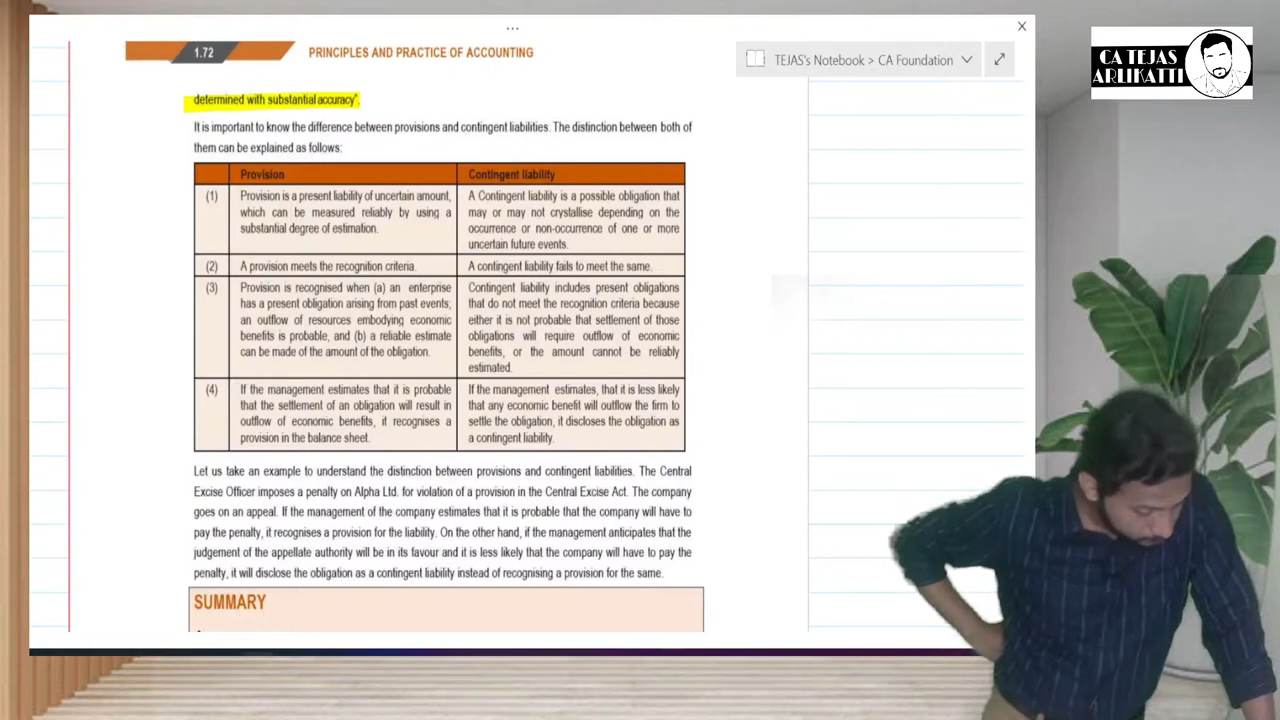 ...
X
1.72
PRINCIPLES AND PRACTICE OF ACCOUNTING
TEJAS's Notebook > CA Foundation
CA TEJAS
ARLIKATTI
determined with substantial accuracy".
It is important to know the difference between provisions and contingent liabilities. The distinction between both of
them can be explained as follows:
Provision
Contingent liability
(1)
Provision is a present liability of uncertain amount,
which can be measured reliably by using a
substantial degree of estimation.
A Contingent liability is a possible obligation that
may or may not crystallise depending on the
occurrence or non-occurrence of one or more
uncertain future events.
(2)
A provision meets the recognition criteria.
A contingent liability fails to meet the same.
(3)
Provision is recognised when (a) an enterprise
has a present obligation arising from past events;
an outflow of resources embodying economic
benefits is probable, and (b) a reliable estimate
can be made of the amount of the obligation.
Contingent liability includes present obligations
that do not meet the recognition criteria because
either it is not probable that settlement of those
obligations will require outflow of economic
benefits, or the amount cannot be reliably
estimated.
(4)
If the management estimates that it is probable
that the settlement of an obligation will result in
outflow of economic benefits, it recognises a
provision in the balance sheet.
If the management estimates, that it is less likely
that any economic benefit will outflow the firm to
settle the obligation, it discloses the obligation as
a contingent liability.
Let us take an example to understand the distinction between provisions and contingent liabilities. The Central
Excise Officer imposes a penalty on Alpha Ltd. for violation of a provision in the Central Excise Act. The company
goes on an appeal. If the management of the company estimates that it is probable that the company will have to
pay the penalty, it recognises a provision for the liability. On the other hand, if the management anticipates that the
judgement of the appellate authority will be in its favour and it is less likely that the company will have to pay the
penalty, it will disclose the obligation as a contingent liability instead of recognising a provision for the same.
SUMMARY